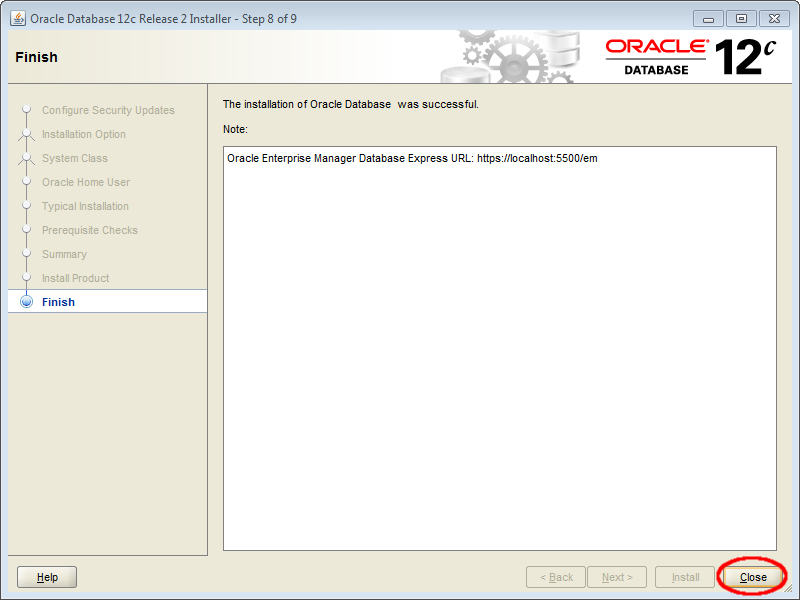 Oracle Database 12c Release 2 Installer - Step 8 of 9
Finish
ORACLE® 12c
DATABASE
Configure Security Updates
Installation Option
System Class
Oracle Home User
Typical Installation
Prerequisite Checks
Summary
Install Product
Finish
The installation of Oracle Database  was successful.
Note:
Oracle Enterprise Manager Database Express URL: https://localhost:5500/em
Help
< Back
Next >
Install
Close